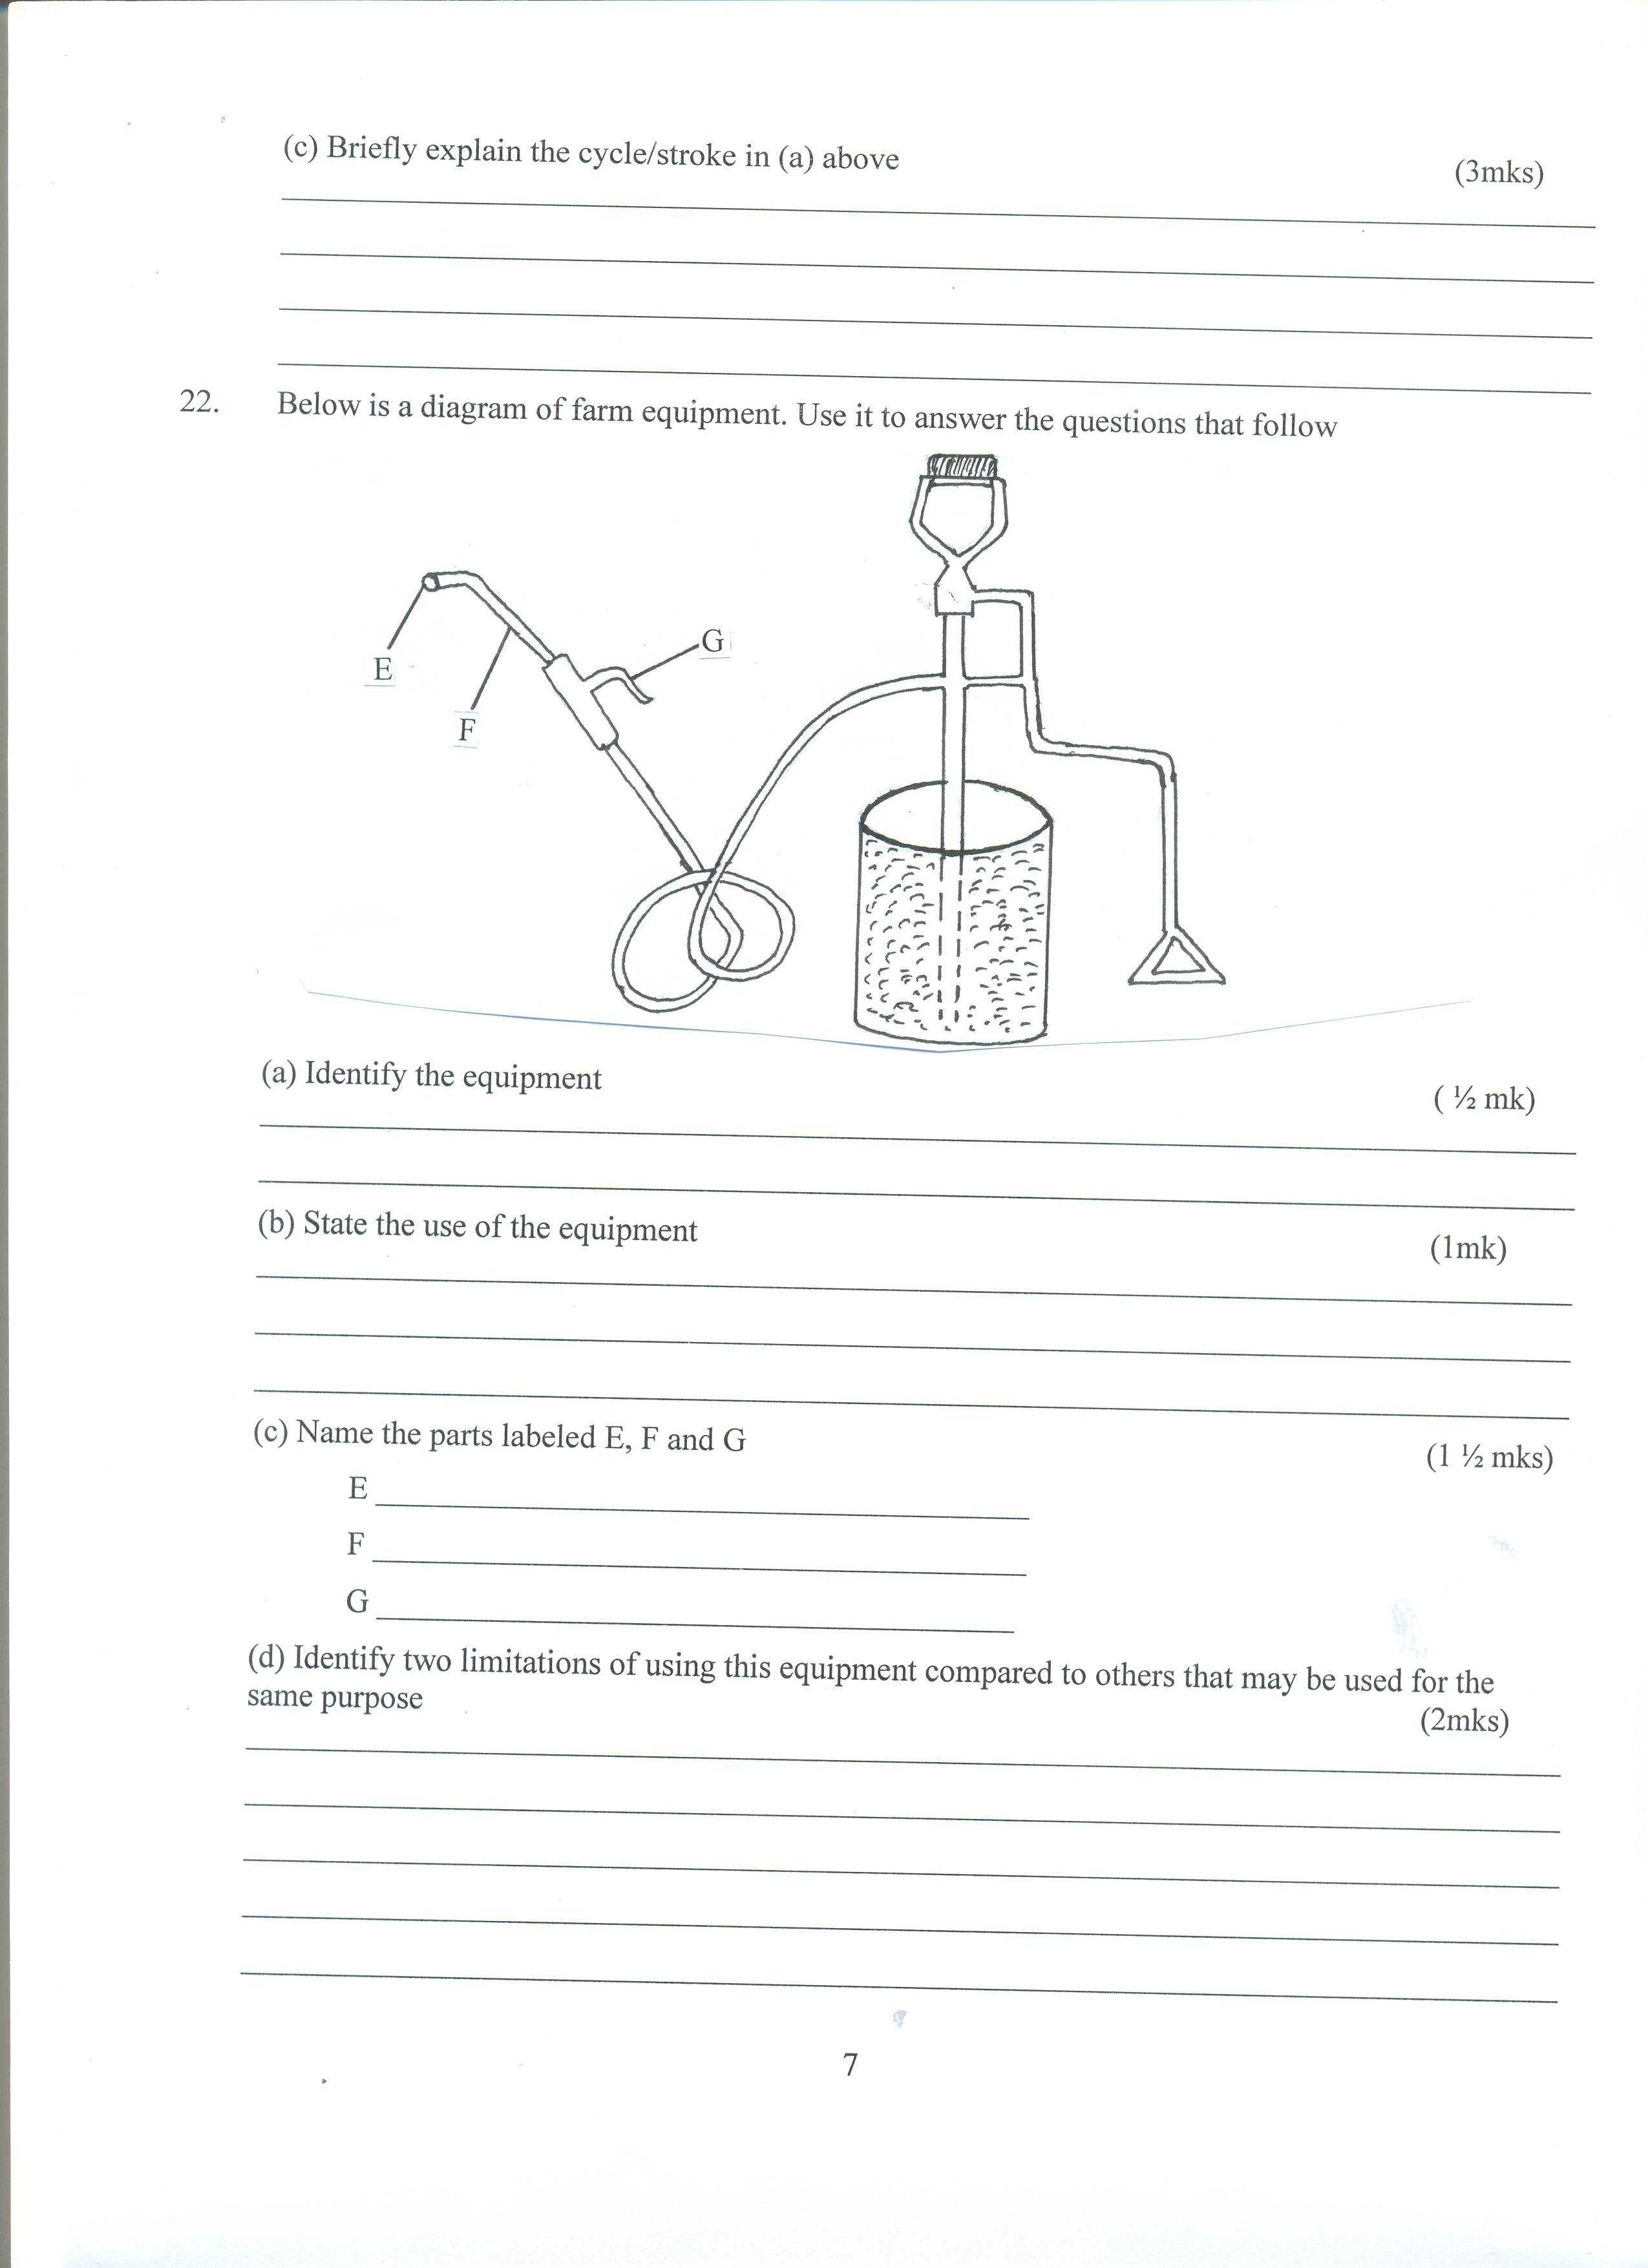 (c) Briefly explain the cycle/stroke in (a) above (3mks)
22. Below is a diagram of farm equipment. Use it to answer the questions that follow
E
F
G
(a) Identify the equipment ( ½ mk)
(b) State the use of the equipment (1mk)
(c) Name the parts labeled E, F and G (1 ½ mks)
E
F
G
(d) Identify two limitations of using this equipment compared to others that may be used for the
same purpose (2mks)
7